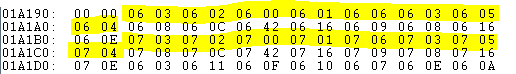 01A190: 00 00 06 03 06 02 06 00 06 01 06 06 06 03 06 05
01A1A0: 06 04 06 08 06 0C 06 42 06 16 06 09 06 08 06 16
01A1B0: 06 0E 07 03 07 02 07 00 07 01 07 06 07 03 07 05
01A1C0: 07 04 07 08 07 0C 07 42 07 16 07 09 07 08 07 16
01A1D0: 07 0E 06 03 06 11 06 0F 06 10 06 07 06 0E 06 0A